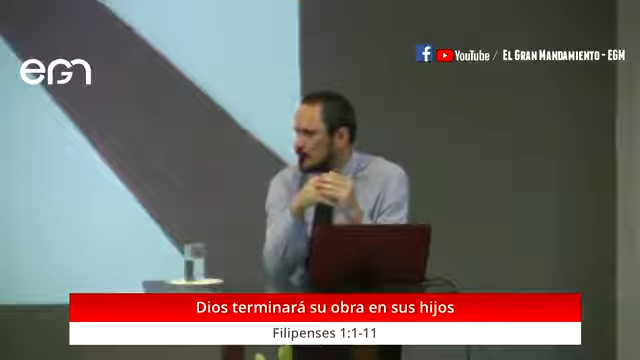 EGM
YouTube / El Gran Mandamiento - EGM
Dios terminará su obra en sus hijos
Filipenses 1:1-11